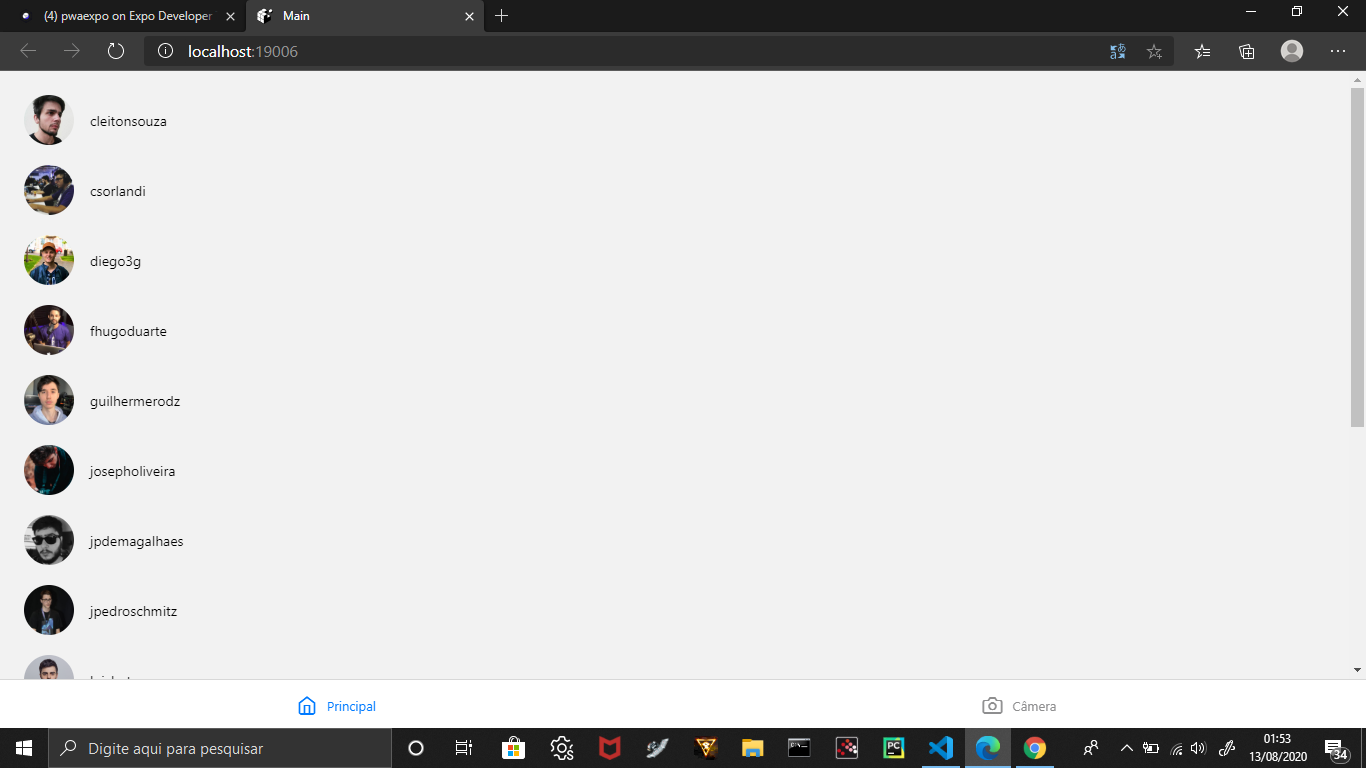 (4) pwaexpo on Expo Developer
Main
localhost:19006
cleitonsouza
csorlandi
diego3g
fhugoduarte
guilhermerodz
josepholiveira
jpdemagalhaes
jpedroschmitz
Principal
Câmera
Digite aqui para pesquisar
PC
01:53
13/08/2020
34